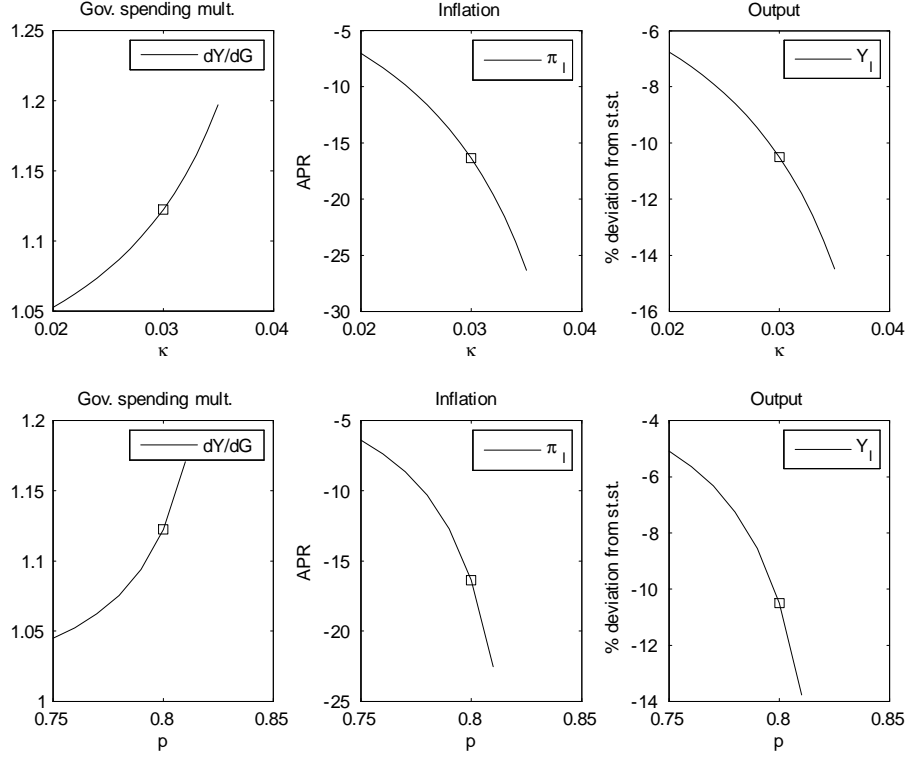 Gov. spending mult.
1.25
1.2
1.15
1.1
1.05
0.02 0.03 0.04
κ
dY/dG
Inflation
-5
-10
-15
-20
-25
-30
APR
0.02 0.03 0.04
κ
π_l
Output
-6
-8
-10
-12
-14
-16
% deviation from st.st.
0.02 0.03 0.04
κ
Y_l
Gov. spending mult.
1.2
1.15
1.1
1.05
1
0.75 0.8 0.85
p
dY/dG
Inflation
-5
-10
-15
-20
-25
APR
0.75 0.8 0.85
p
π_l
Output
-4
-6
-8
-10
-12
-14
% deviation from st.st.
0.75 0.8 0.85
p
Y_l